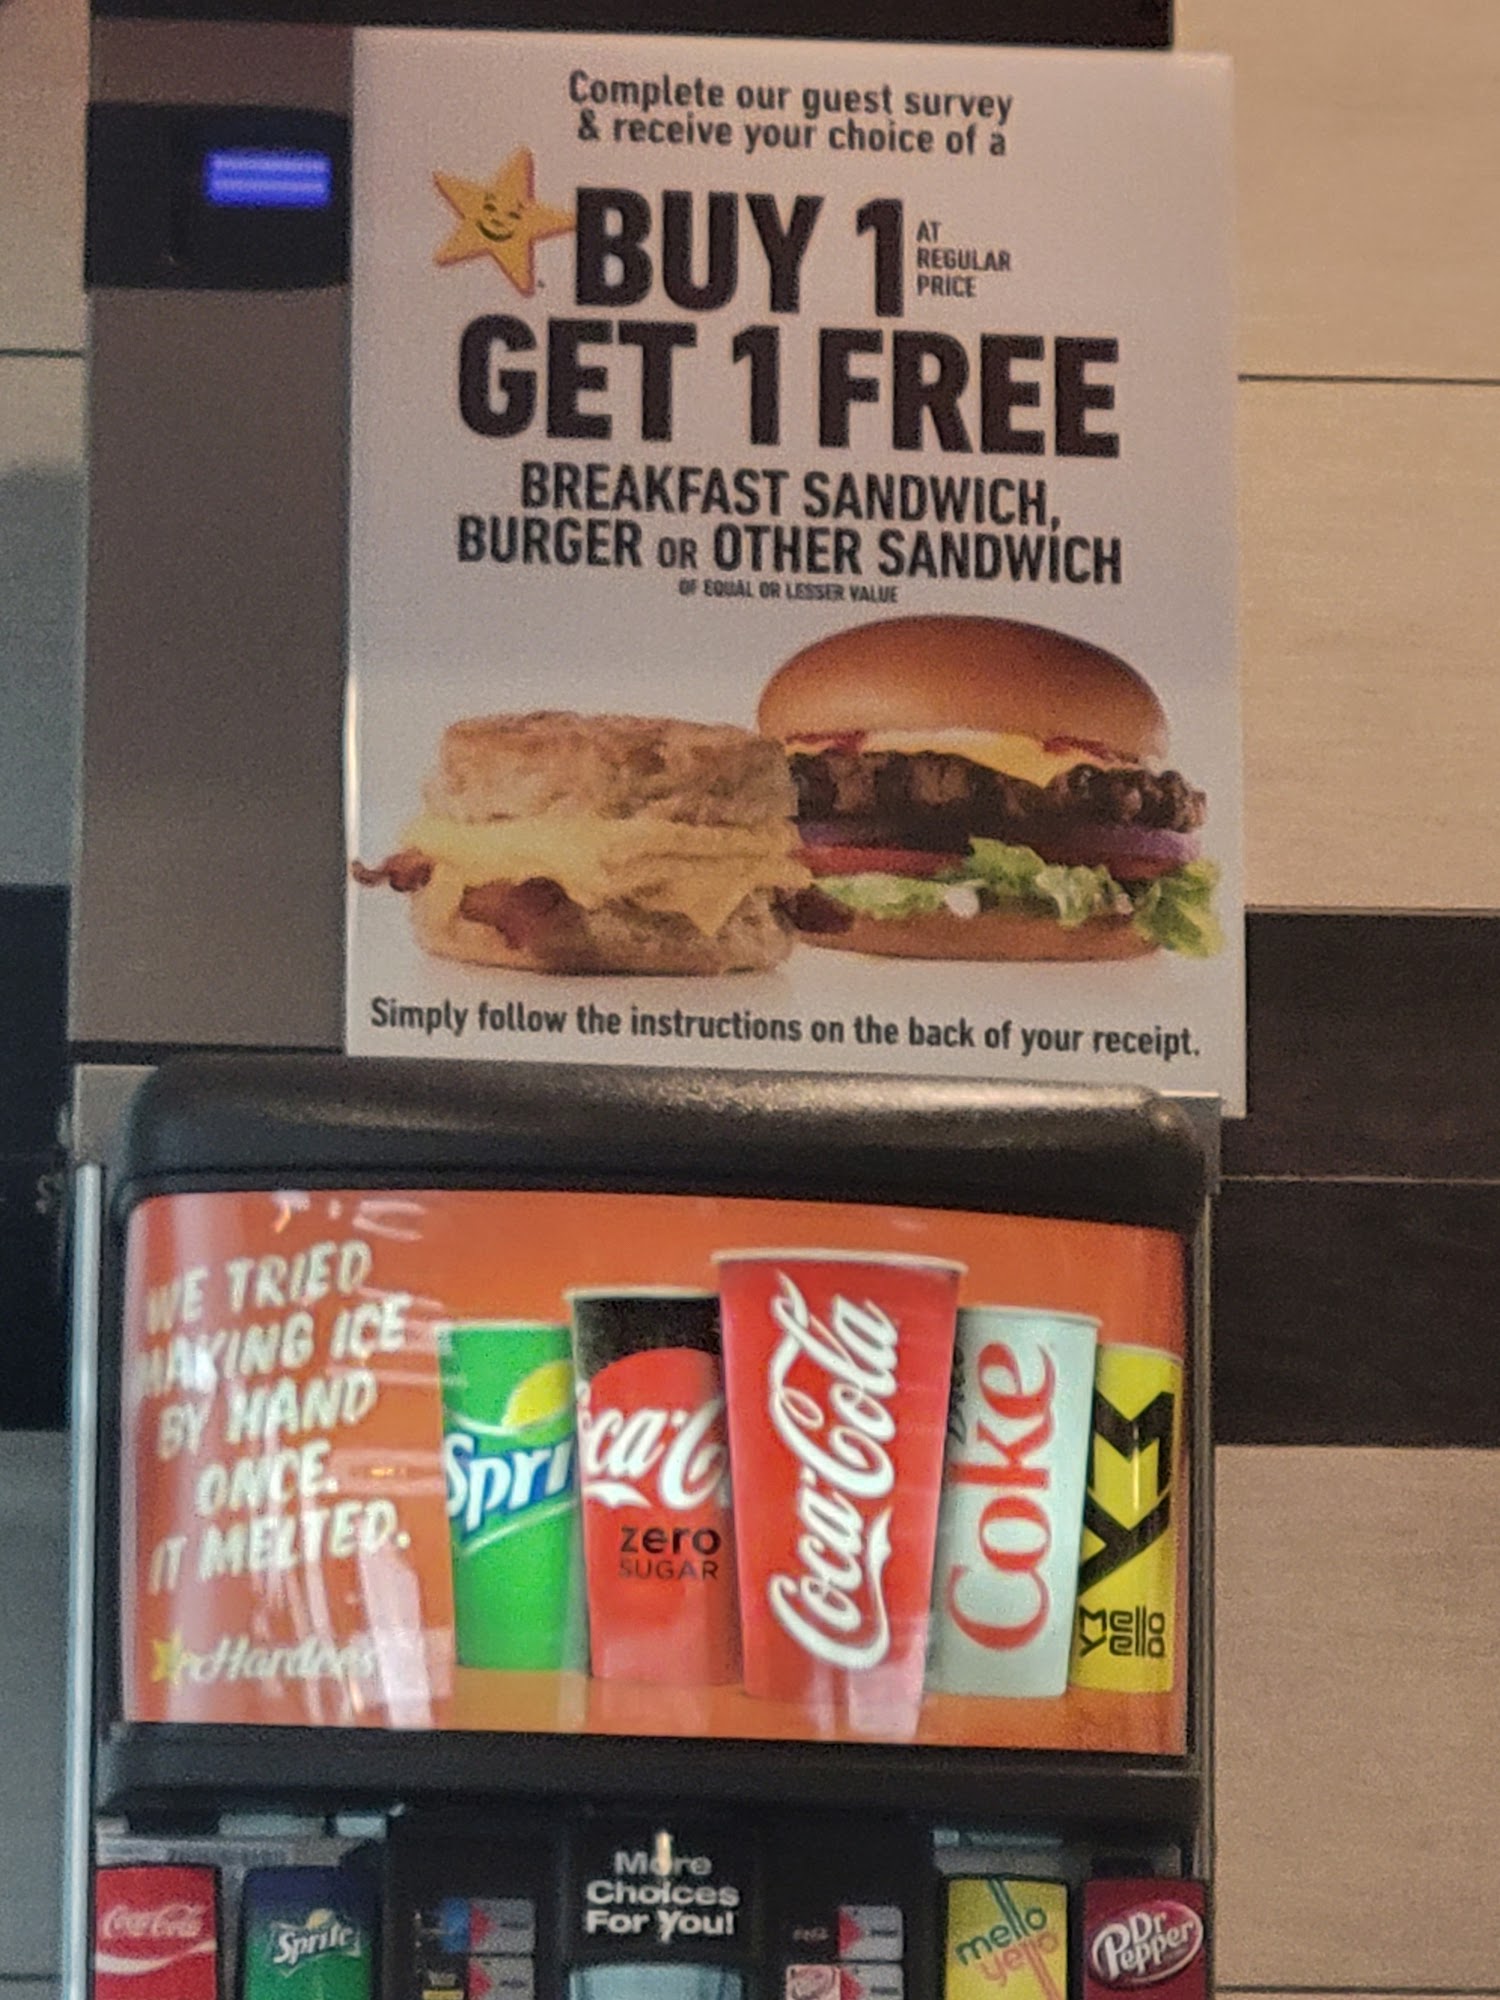 Complete our guest survey
& receive your choice of a
BUY 1 AT REGULAR PRICE
GET 1 FREE
BREAKFAST SANDWICH,
BURGER OR OTHER SANDWICH
OF EQUAL OR LESSER VALUE
Simply follow the instructions on the back of your receipt.
WE TRIED
MAKING ICE
BY HAND
ONCE.
IT MELTED.
Hardee's
Spri
ca-Co
zero
SUGAR
Coca-Cola
Coke
Mello
Yello
Coca-Cola
Sprite
More
Choices
For You!
mello
yello
Dr
Pepper